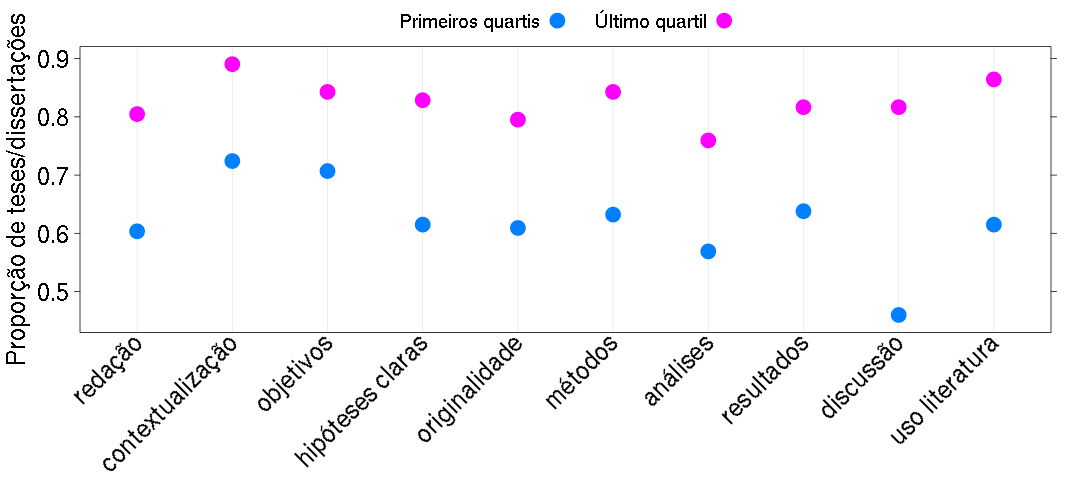 Primeiros quartis
Último quartil
Proporção de teses/dissertações
0.9
0.8
0.7
0.6
0.5
redação
contextualização
objetivos
hipóteses claras
originalidade
métodos
análises
resultados
discussão
uso literatura